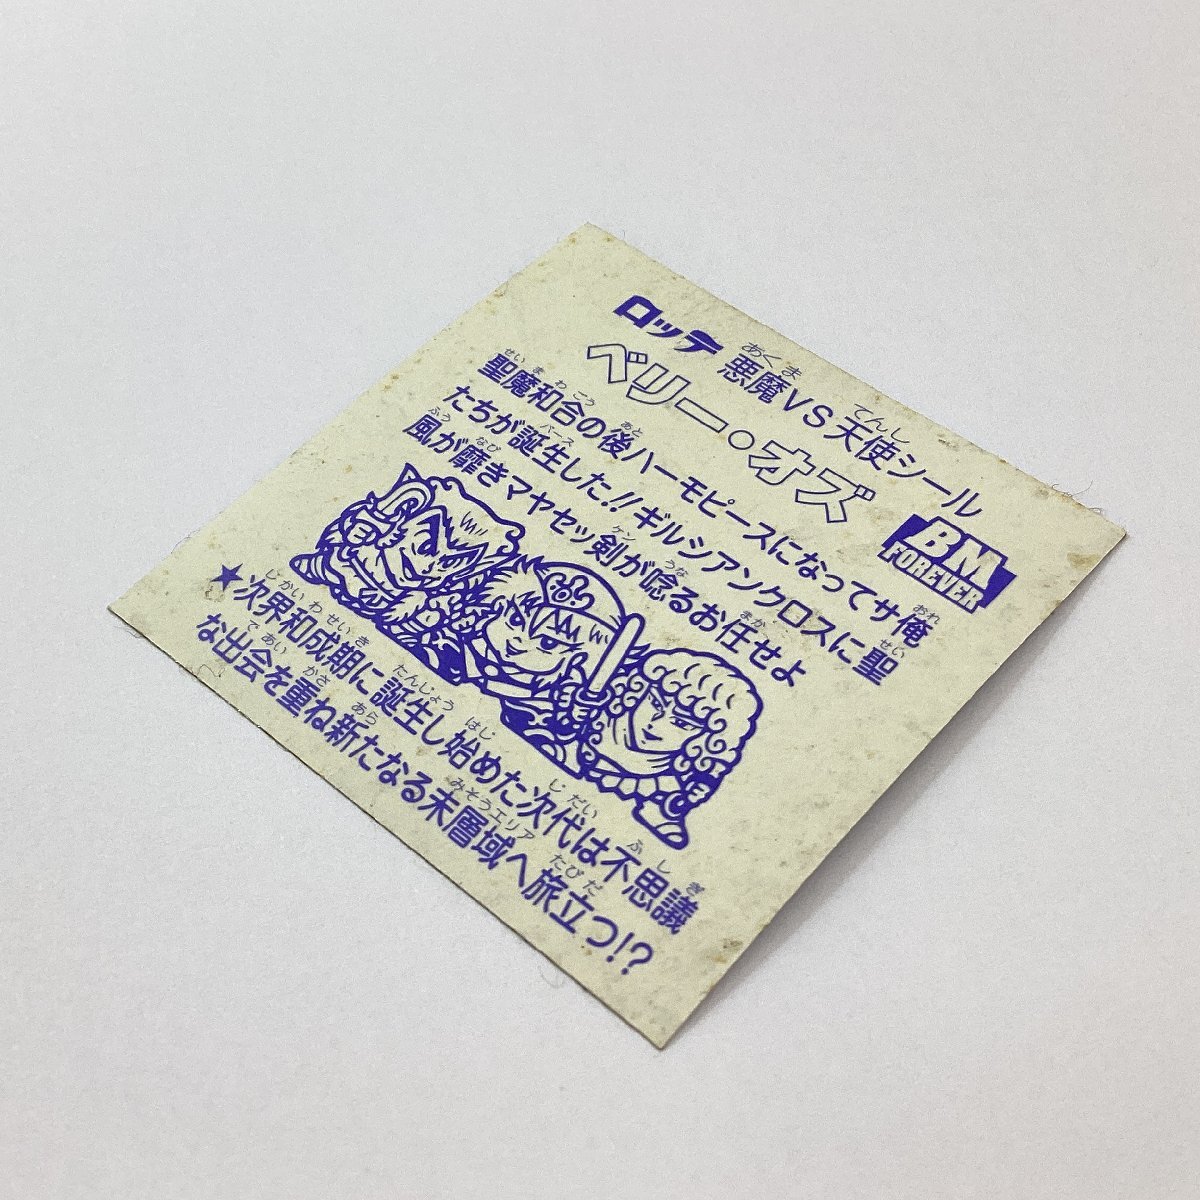 ロッテ 悪魔VS天使シール
ベリー・オズ
BM
FOREVER
聖魔和合の後ハーモピースになってサ俺
たちが誕生した!!ギルシアンクロスに聖
風が靡きマヤセッ剣が唸るお任せよ
★次界和成期に誕生し始めた次代は不思議
な出会を重ね新たなる未層域へ旅立つ!?